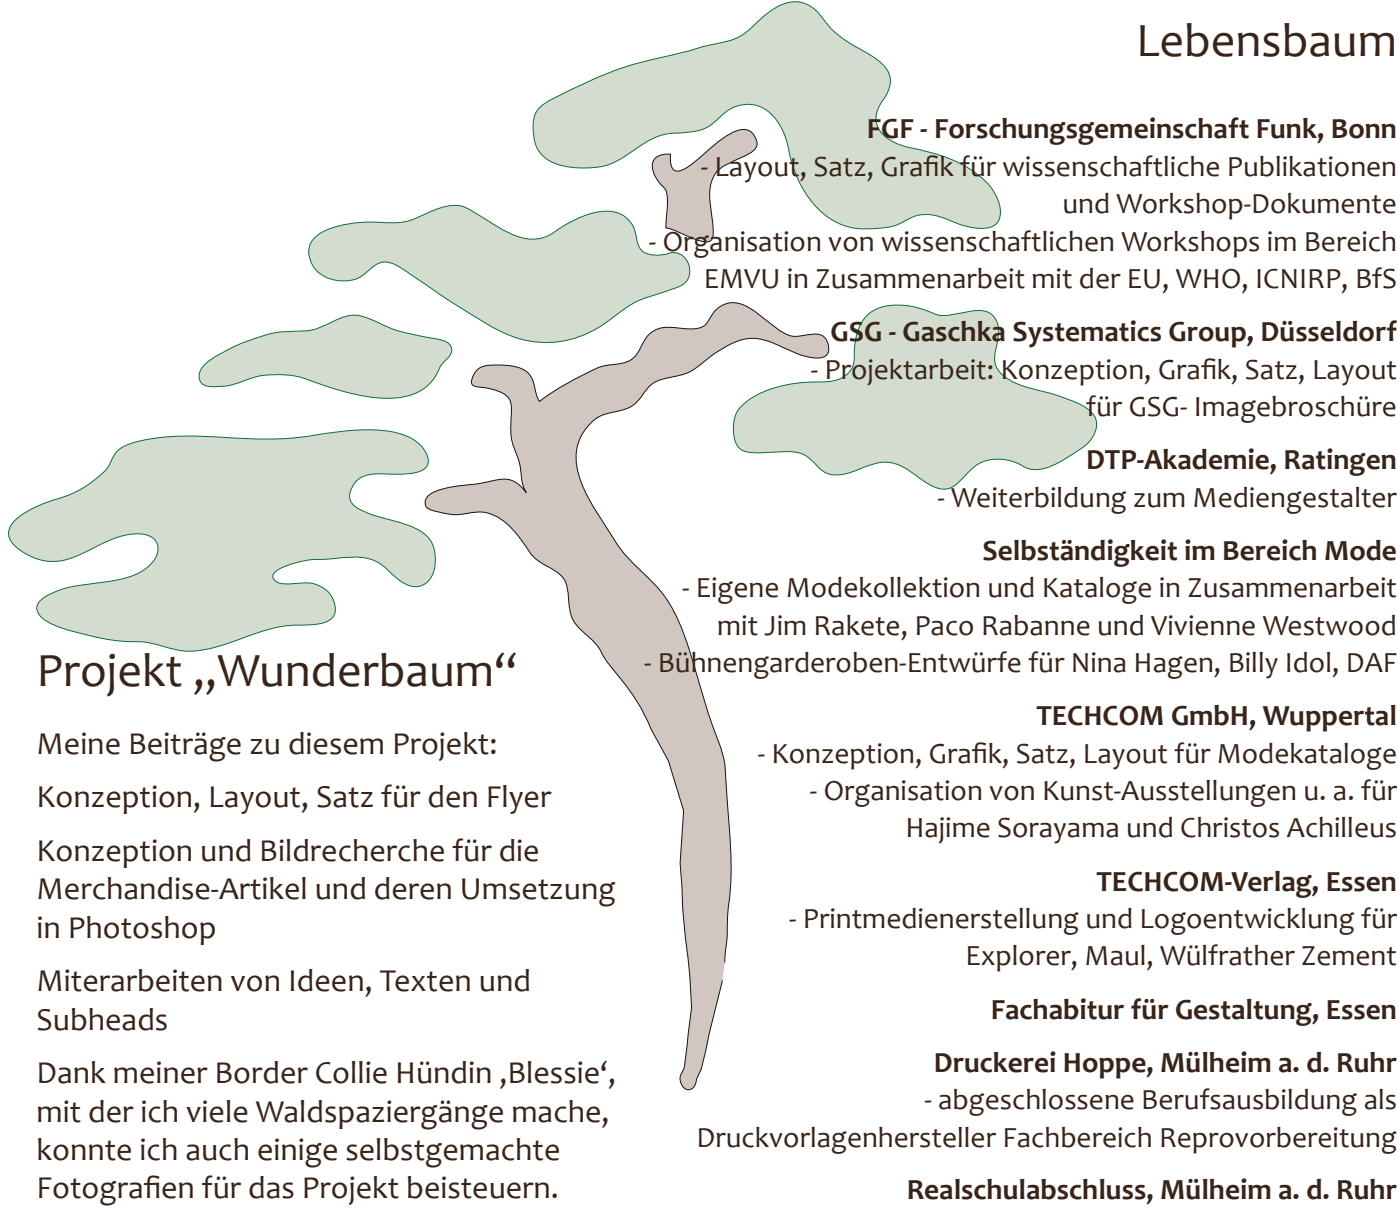 Lebensbaum
FGF - Forschungsgemeinschaft Funk, Bonn
- Layout, Satz, Grafik für wissenschaftliche Publikationen
und Workshop-Dokumente
- Organisation von wissenschaftlichen Workshops im Bereich
EMVU in Zusammenarbeit mit der EU, WHO, ICNIRP, BfS
GSG - Gaschka Systematics Group, Düsseldorf
- Projektarbeit: Konzeption, Grafik, Satz, Layout
für GSG- Imagebroschüre
DTP-Akademie, Ratingen
- Weiterbildung zum Mediengestalter
Selbständigkeit im Bereich Mode
- Eigene Modekollektion und Kataloge in Zusammenarbeit
mit Jim Rakete, Paco Rabanne und Vivienne Westwood
- Bühnengarderoben-Entwürfe für Nina Hagen, Billy Idol, DAF
TECHCOM GmbH, Wuppertal
- Konzeption, Grafik, Satz, Layout für Modekataloge
- Organisation von Kunst-Ausstellungen u. a. für
Hajime Sorayama und Christos Achilleus
TECHCOM-Verlag, Essen
- Printmedienerstellung und Logoentwicklung für
Explorer, Maul, Wülfrather Zement
Fachabitur für Gestaltung, Essen
Druckerei Hoppe, Mülheim a. d. Ruhr
- abgeschlossene Berufsausbildung als
Druckvorlagenhersteller Fachbereich Reprovorbereitung
Realschulabschluss, Mülheim a. d. Ruhr
Projekt „Wunderbaum“
Meine Beiträge zu diesem Projekt:
Konzeption, Layout, Satz für den Flyer
Konzeption und Bildrecherche für die
Merchandise-Artikel und deren Umsetzung
in Photoshop
Miterarbeiten von Ideen, Texten und
Subheads
Dank meiner Border Collie Hündin ‚Blessie‘,
mit der ich viele Waldspaziergänge mache,
konnte ich auch einige selbstgemachte
Fotografien für das Projekt beisteuern.